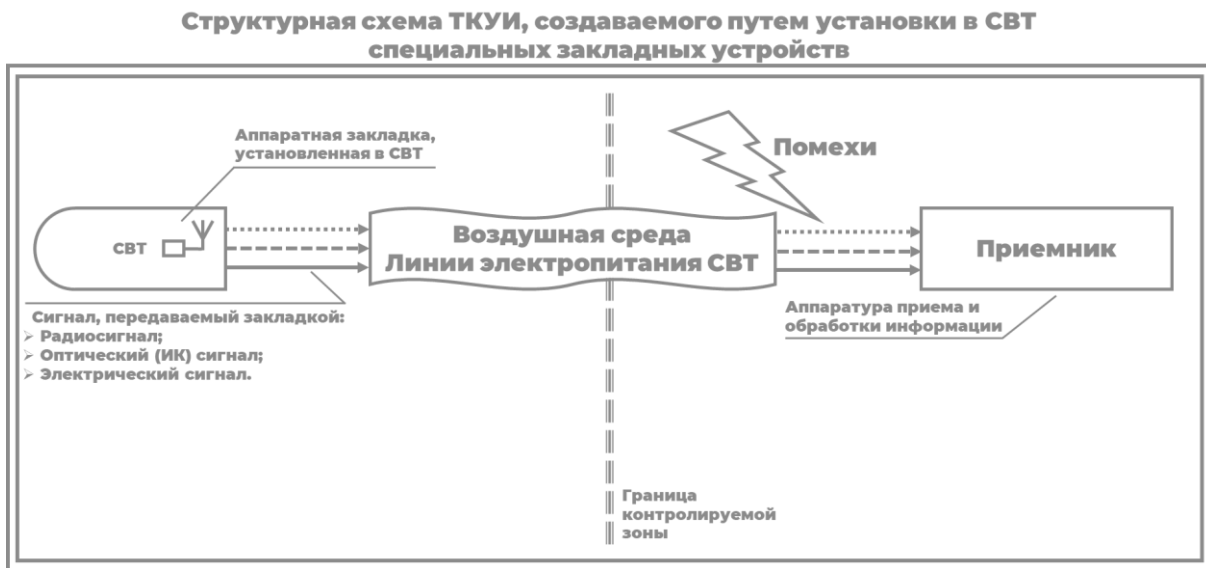 Структурная схема ТКУИ, создаваемого путем установки в СВТ
специальных закладных устройств
Аппаратная закладка,
установленная в СВТ
Помехи
СВТ
Воздушная среда
Линии электропитания СВТ
Приемник
Сигнал, передаваемый закладкой:
➢ Радиосигнал;
➢ Оптический (ИК) сигнал;
➢ Электрический сигнал.
Аппаратура приема и
обработки информации
Граница
контролируемой
зоны